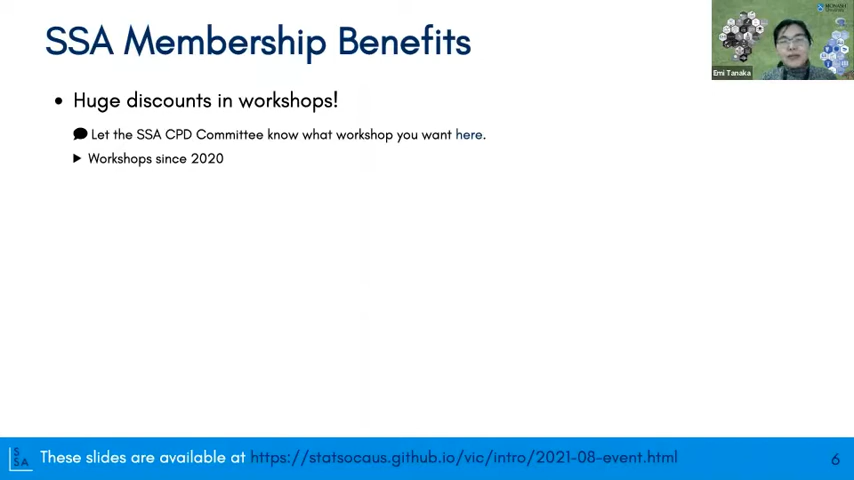 SSA Membership Benefits
Huge discounts in workshops!
Let the SSA CPD Committee know what workshop you want here.
Workshops since 2020
Emi Tanaka
MONASH
S
SA
These slides are available at https://statsocaus.github.io/vic/intro/2021-08-event.html
6